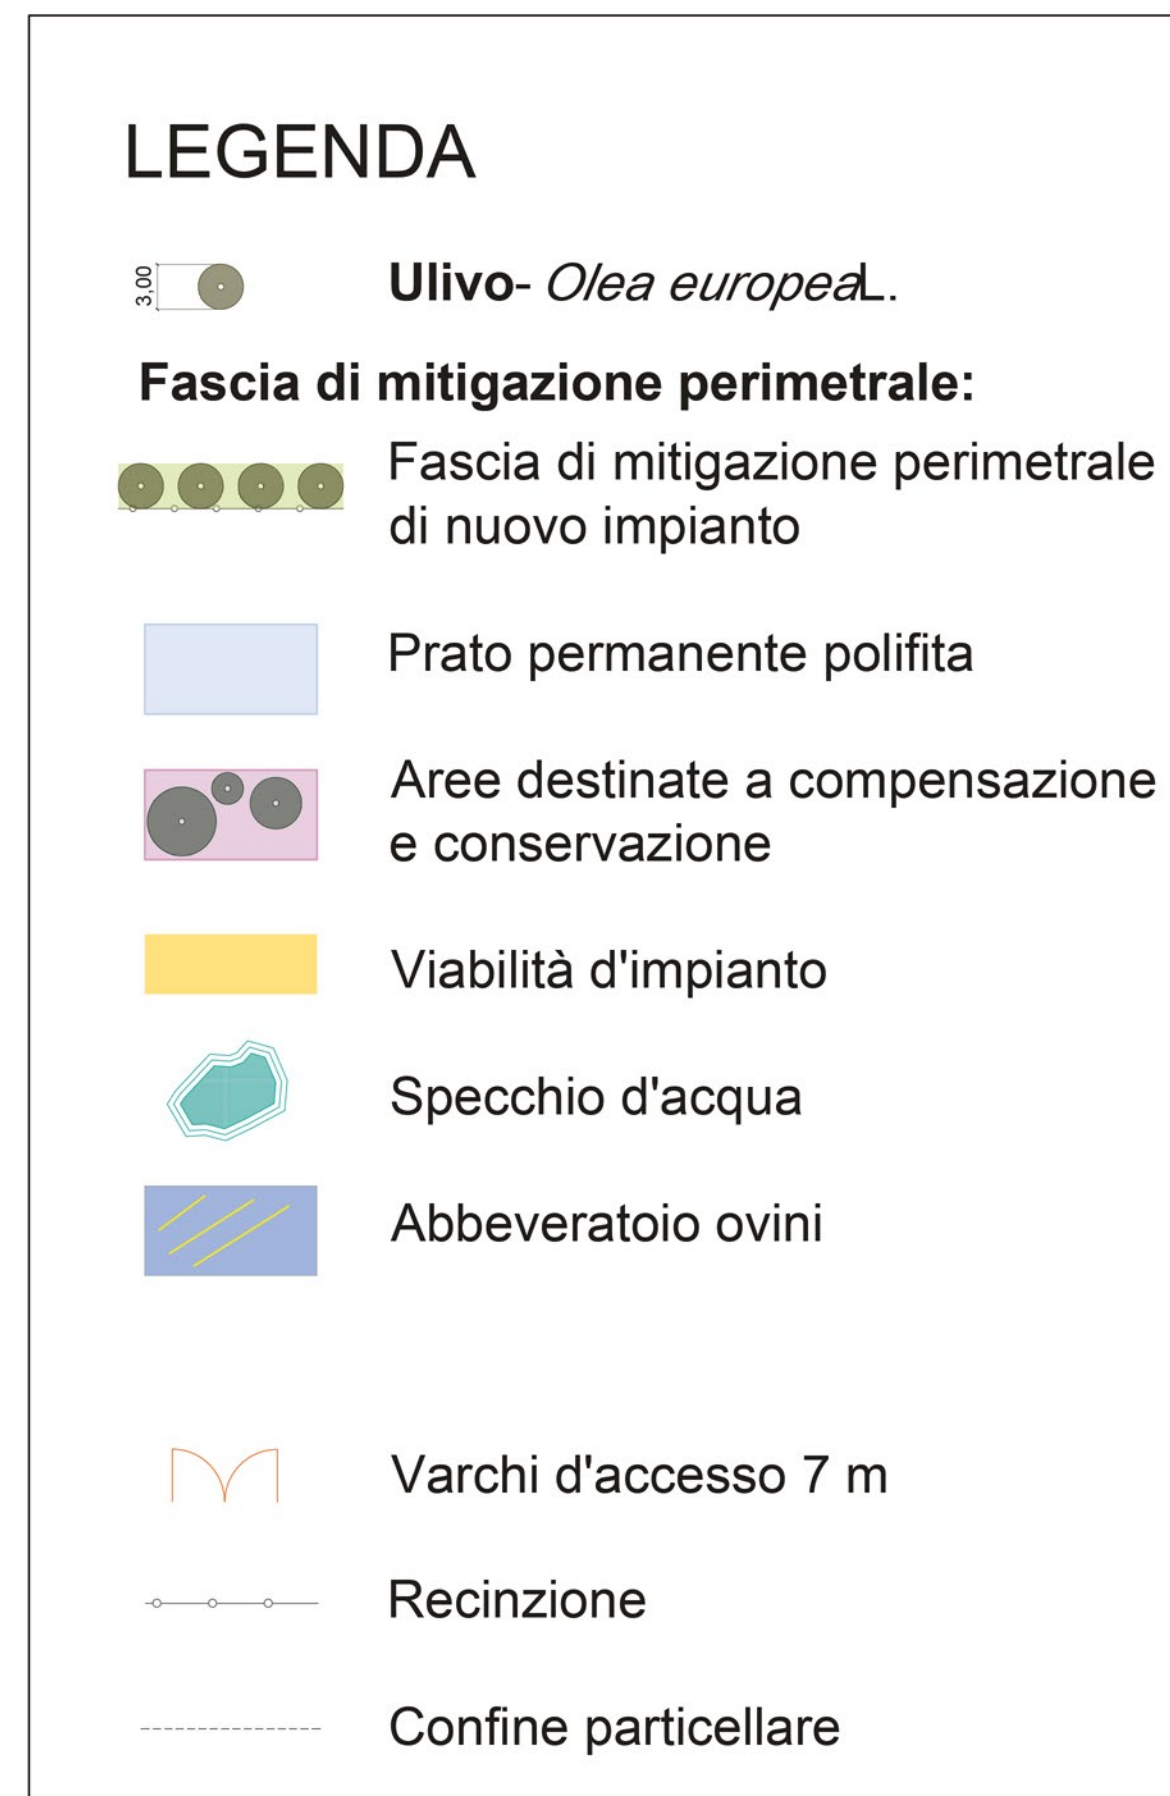 LEGENDA
3,00
Ulivo- Olea europeaL.
Fascia di mitigazione perimetrale:
Fascia di mitigazione perimetrale
di nuovo impianto
Prato permanente polifita
Aree destinate a compensazione
e conservazione
Viabilità d'impianto
Specchio d'acqua
Abbeveratoio ovini
Varchi d'accesso 7 m
Recinzione
Confine particellare